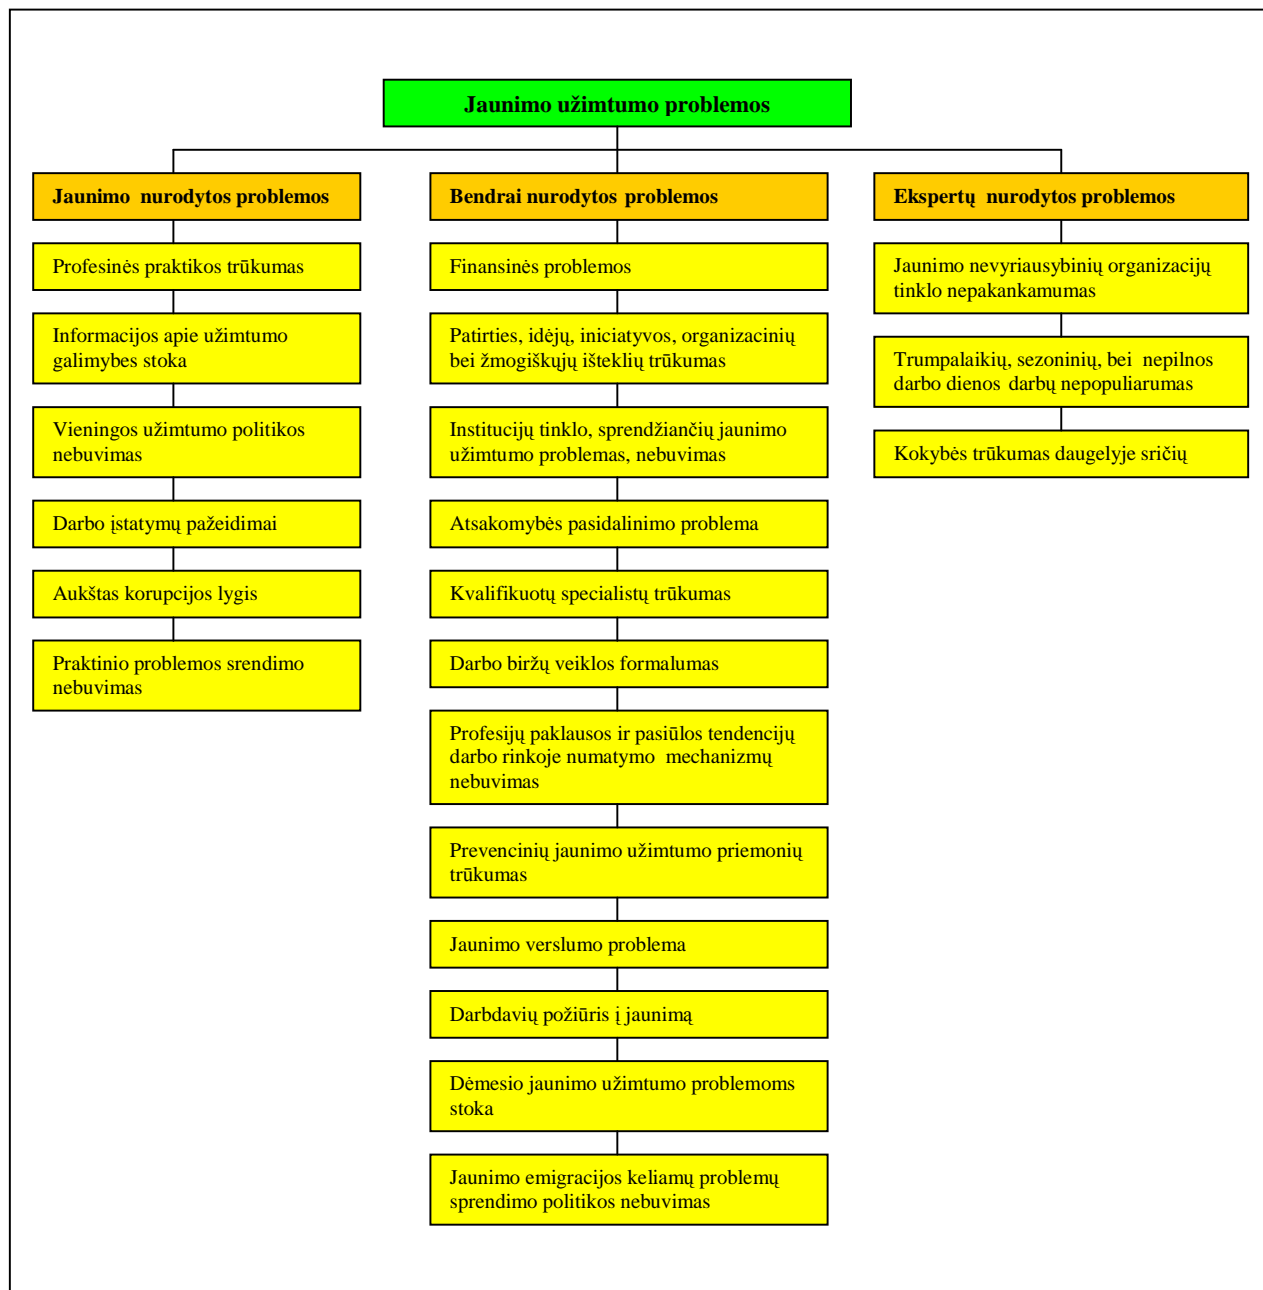 Jaunimo užimtumo problemos
Jaunimo nurodytos problemos
Profesinės praktikos trūkumas
Informacijos apie užimtumo
galimybes stoka
Vieningos užimtumo politikos
nebuvimas
Darbo įstatymų pažeidimai
Aukštas korupcijos lygis
Praktinio problemos srendimo
nebuvimas
Bendrai nurodytos problemos
Finansinės problemos
Patirties, idėjų, iniciatyvos, organizacinių
bei žmogiškųjų išteklių trūkumas
Institucijų tinklo, sprendžiančių jaunimo
užimtumo problemas, nebuvimas
Atsakomybės pasidalinimo problema
Kvalifikuotų specialistų trūkumas
Darbo biržų veiklos formalumas
Profesijų paklausos ir pasiūlos tendencijų
darbo rinkoje numatymo mechanizmų
nebuvimas
Prevencinių jaunimo užimtumo priemonių
trūkumas
Jaunimo verslumo problema
Darbdavių požiūris į jaunimą
Dėmesio jaunimo užimtumo problemoms
stoka
Jaunimo emigracijos keliamų problemų
sprendimo politikos nebuvimas
Ekspertų nurodytos problemos
Jaunimo nevyriausybinių organizacijų
tinklo nepakankamumas
Trumpalaikių, sezoninių, bei nepilnos
darbo dienos darbų nepopuliarumas
Kokybės trūkumas daugelyje sričių